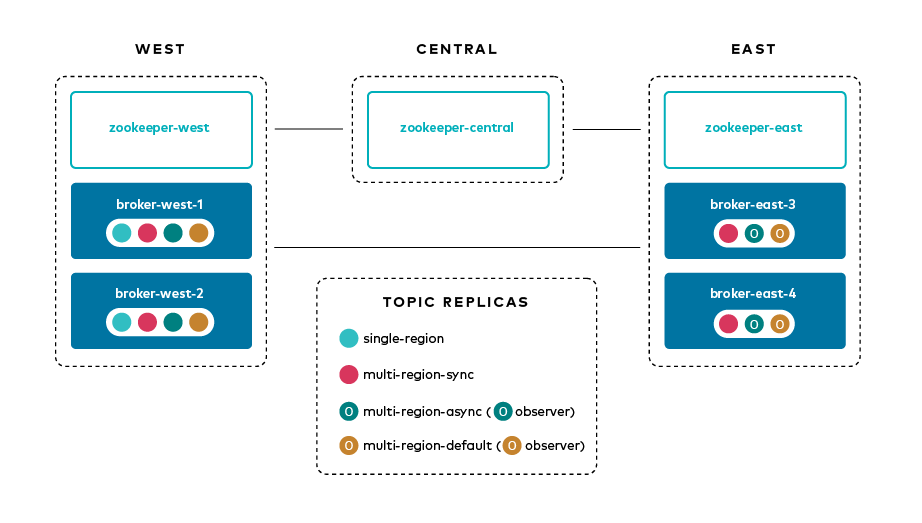 WEST
CENTRAL
EAST
zookeeper-west
zookeeper-central
zookeeper-east
broker-west-1
broker-east-3
O O
broker-west-2
broker-east-4
O O
TOPIC REPLICAS
single-region
multi-region-sync
O multi-region-async ( O observer)
O multi-region-default ( O observer)